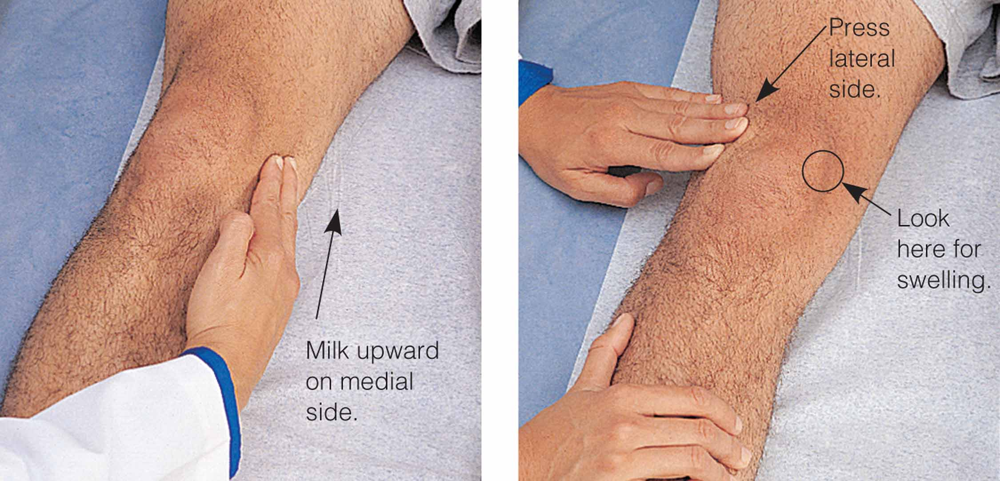 Milk upward
on medial
side.
Press
lateral
side.
Look
here for
swelling.